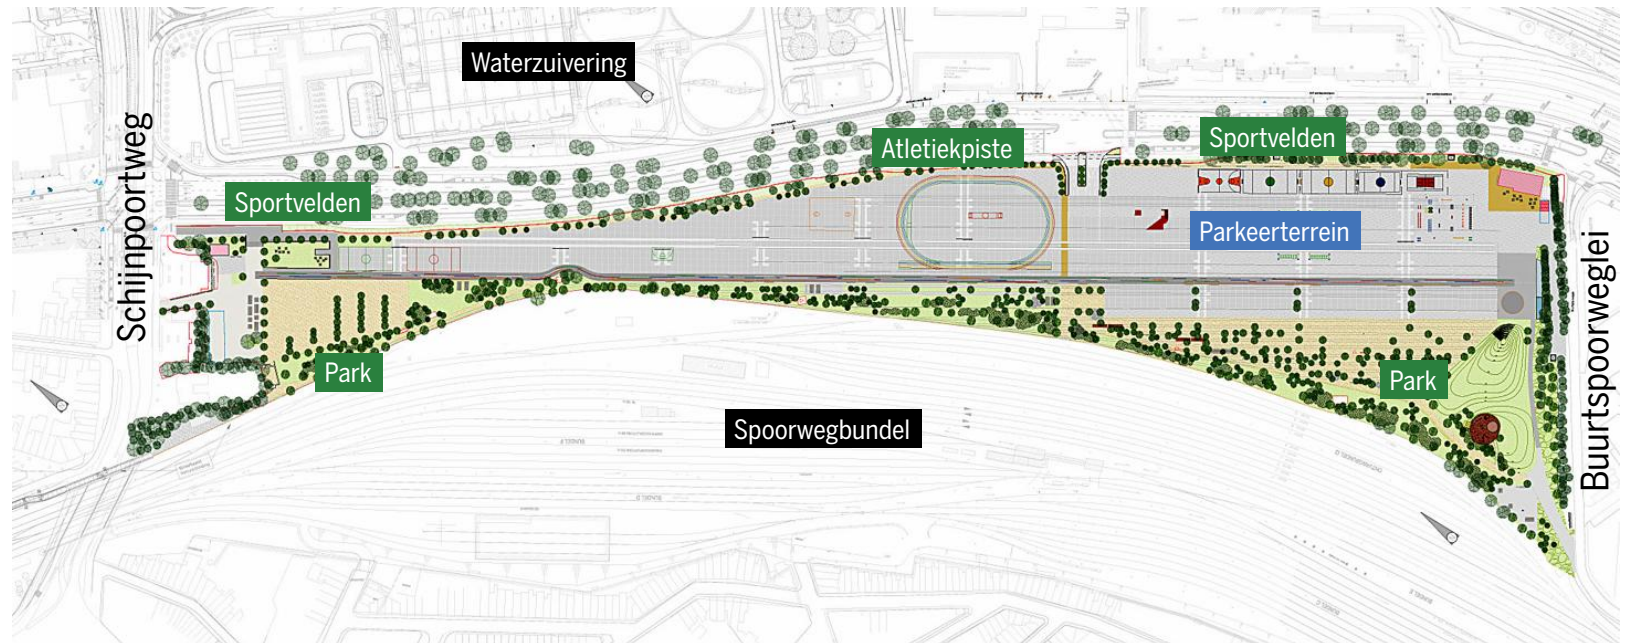 Waterzuivering
Schijnpoortweg
Sportvelden
Atletiekpiste
Sportvelden
Parkeerterrein
Buurtspoorweglei
Park
Park
Spoorwegbundel